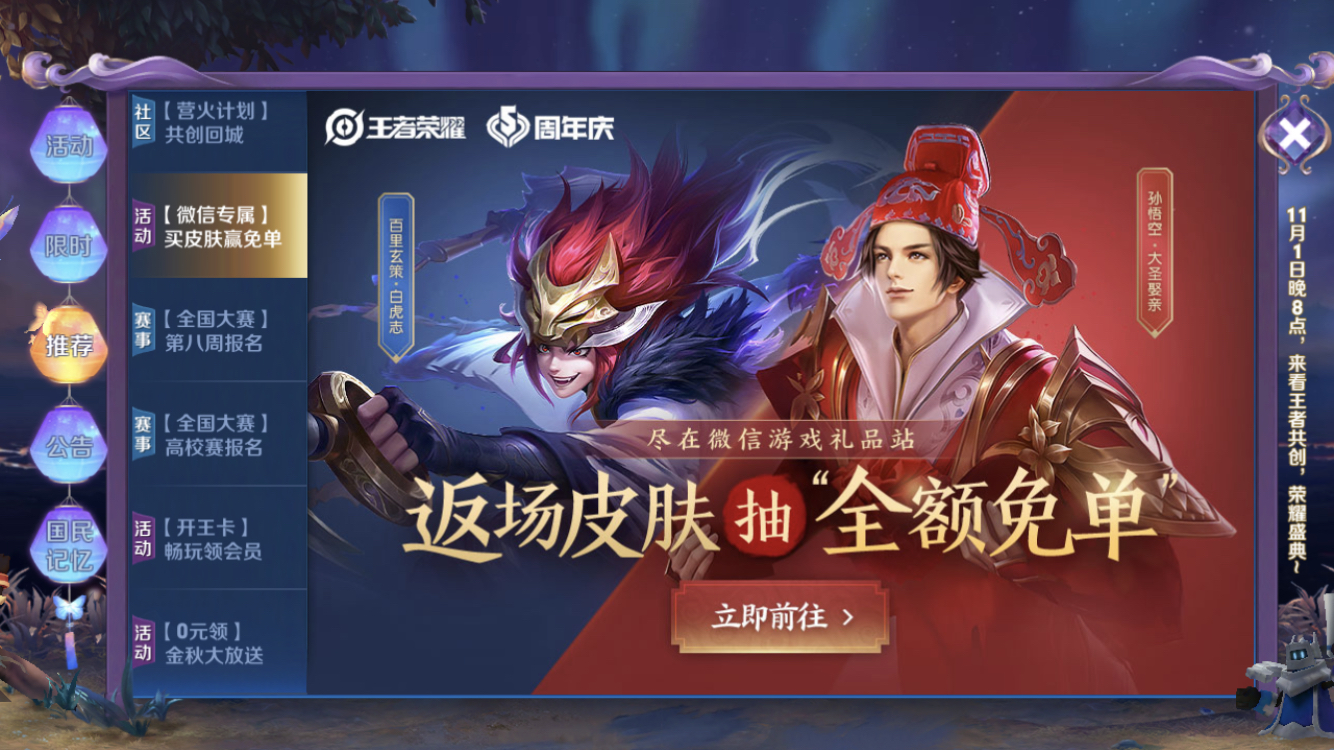 活动
限时
推荐
公告
国民
记忆
社区
【营火计划】
共创回城
活动
【微信专属】
买皮肤赢免单
赛事
【全国大赛】
第八周报名
赛事
【全国大赛】
高校赛报名
活动
【开王卡】
畅玩领会员
活动
【0元领】
金秋大放送
王者荣耀
5周年庆
百里玄策·白虎志
孙悟空·大圣娶亲
尽在微信游戏礼品站
返场皮肤抽“全额免单”
立即前往 >
11月1日晚8点，来看王者共创，荣耀盛典~